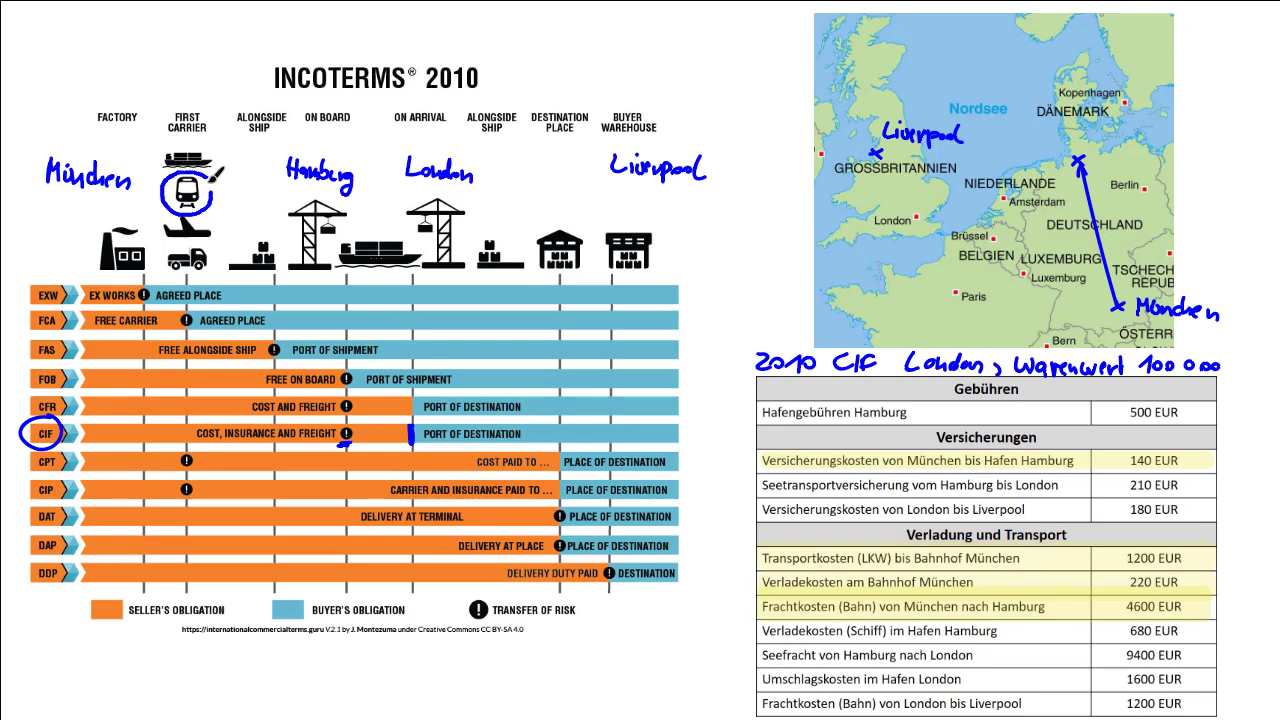 INCOTERMS® 2010
FACTORY
FIRST CARRIER
ALONGSIDE SHIP
ON BOARD
ON ARRIVAL
ALONGSIDE SHIP
DESTINATION PLACE
BUYER WAREHOUSE
München
Hamberg
London
Liverpool
EXW EX WORKS AGREED PLACE
FCA FREE CARRIER AGREED PLACE
FAS FREE ALONGSIDE SHIP PORT OF SHIPMENT
FOB FREE ON BOARD PORT OF SHIPMENT
CFR COST AND FREIGHT PORT OF DESTINATION
CIF COST, INSURANCE AND FREIGHT PORT OF DESTINATION
CPT COST PAID TO ... PLACE OF DESTINATION
CIP CARRIER AND INSURANCE PAID TO ... PLACE OF DESTINATION
DAT DELIVERY AT TERMINAL PLACE OF DESTINATION
DAP DELIVERY AT PLACE PLACE OF DESTINATION
DDP DELIVERY DUTY PAID DESTINATION
SELLER'S OBLIGATION
BUYER'S OBLIGATION
TRANSFER OF RISK
https://internationalcommercialterms.guru V.2.1 by J. Montezuma under Creative Commons CC BY-SA 4.0
Nordsee
Kopenhagen
DÄNEMARK
Liverpool
GROSSBRITANNIEN
NIEDERLANDE
Berlin
Amsterdam
London
DEUTSCHLAND
Brüssel
BELGIEN
LUXEMBURG
Luxemburg
TSCHECH
REPUB
Paris
München
Bern
ÖSTERR
2010 CIF London, Warenwert 100 000
Gebühren
Hafengebühren Hamburg 500 EUR
Versicherungen
Versicherungskosten von München bis Hafen Hamburg 140 EUR
Seetransportversicherung vom Hamburg bis London 210 EUR
Versicherungskosten von London bis Liverpool 180 EUR
Verladung und Transport
Transportkosten (LKW) bis Bahnhof München 1200 EUR
Verladekosten am Bahnhof München 220 EUR
Frachtkosten (Bahn) von München nach Hamburg 4600 EUR
Verladekosten (Schiff) im Hafen Hamburg 680 EUR
Seefracht von Hamburg nach London 9400 EUR
Umschlagskosten im Hafen London 1600 EUR
Frachtkosten (Bahn) von London bis Liverpool 1200 EUR